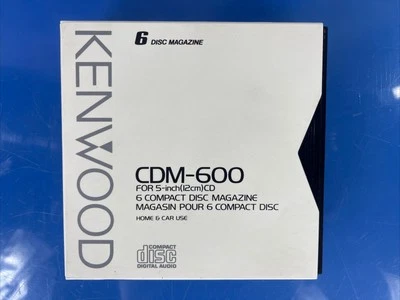 KENWOOD
6 DISC MAGAZINE
CDM-600
FOR 5-inch(12cm)CD
6 COMPACT DISC MAGAZINE
MAGASIN POUR 6 COMPACT DISC
HOME & CAR USE
COMPACT
disc
DIGITAL AUDIO